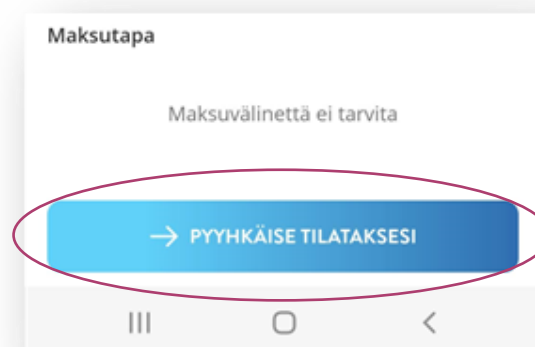 Maksutapa
Maksuvälinettä ei tarvita
PYYHKÄISE TILATAKSESI